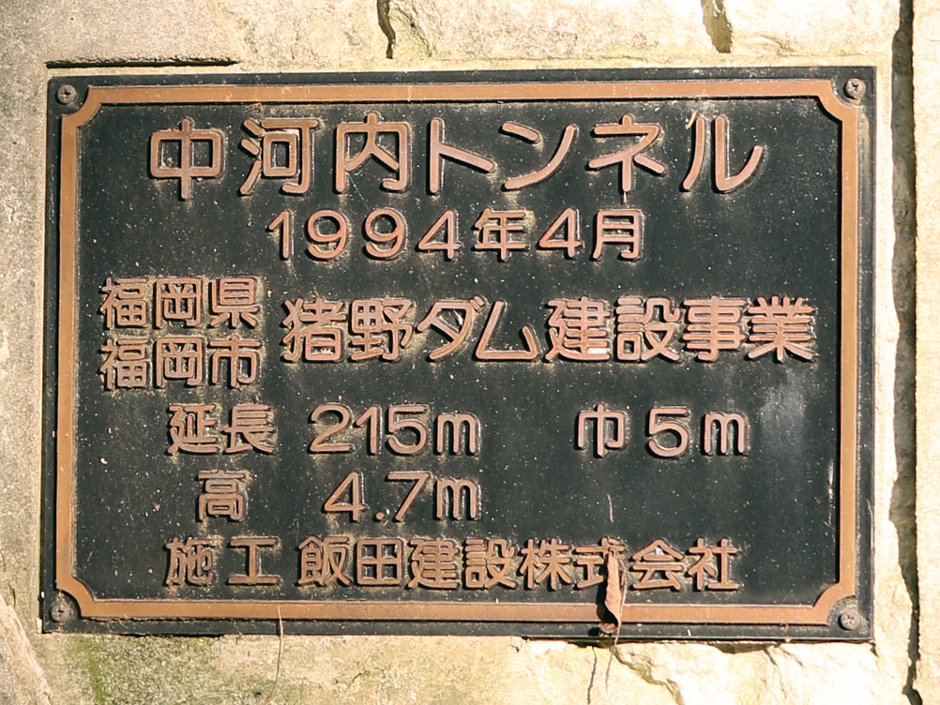 中河内トンネル
1994年4月
福岡県
福岡市
猪野ダム建設事業
延長 215m 巾 5m
高 4.7m
施工 飯田建設株式会社